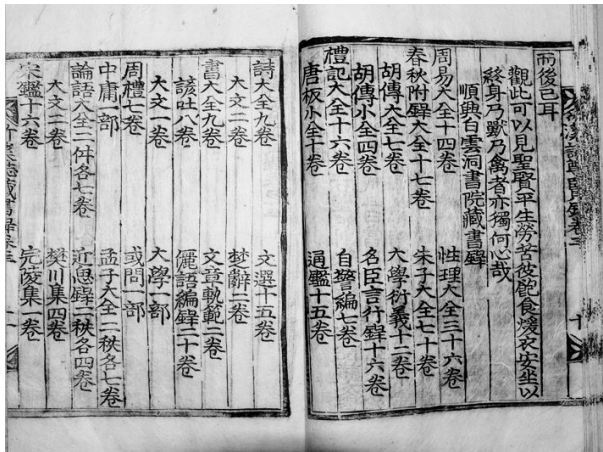 而後已耳
觀此可以見聖賢平生勞苦彼飽食煖衣安坐以
終身乃獸乃禽者亦獨何心哉
順興白雲洞書院藏書錄
周易大全十四卷 性理大全三十六卷
春秋附錄大全十七卷 朱子大全七十卷
胡傳大全七卷 大學衍義十二卷
胡傳小全四卷 名臣言行錄十六卷
禮記大全十六卷 自警編七卷
唐板小全十卷 通鑑十五卷
詩大全九卷 文選十五卷
大文二卷 楚辭二卷
書大全九卷 文章軌範二卷
諺吐八卷 儷語編錄二十卷
大文一卷 大學一部
周禮七卷 或問一部
中庸一部 孟子大全二秩各七卷
論語大全二件各七卷 近思錄二秩各四卷
大文二卷 樊川集四卷
宋鑑十六卷 宛陵集一卷